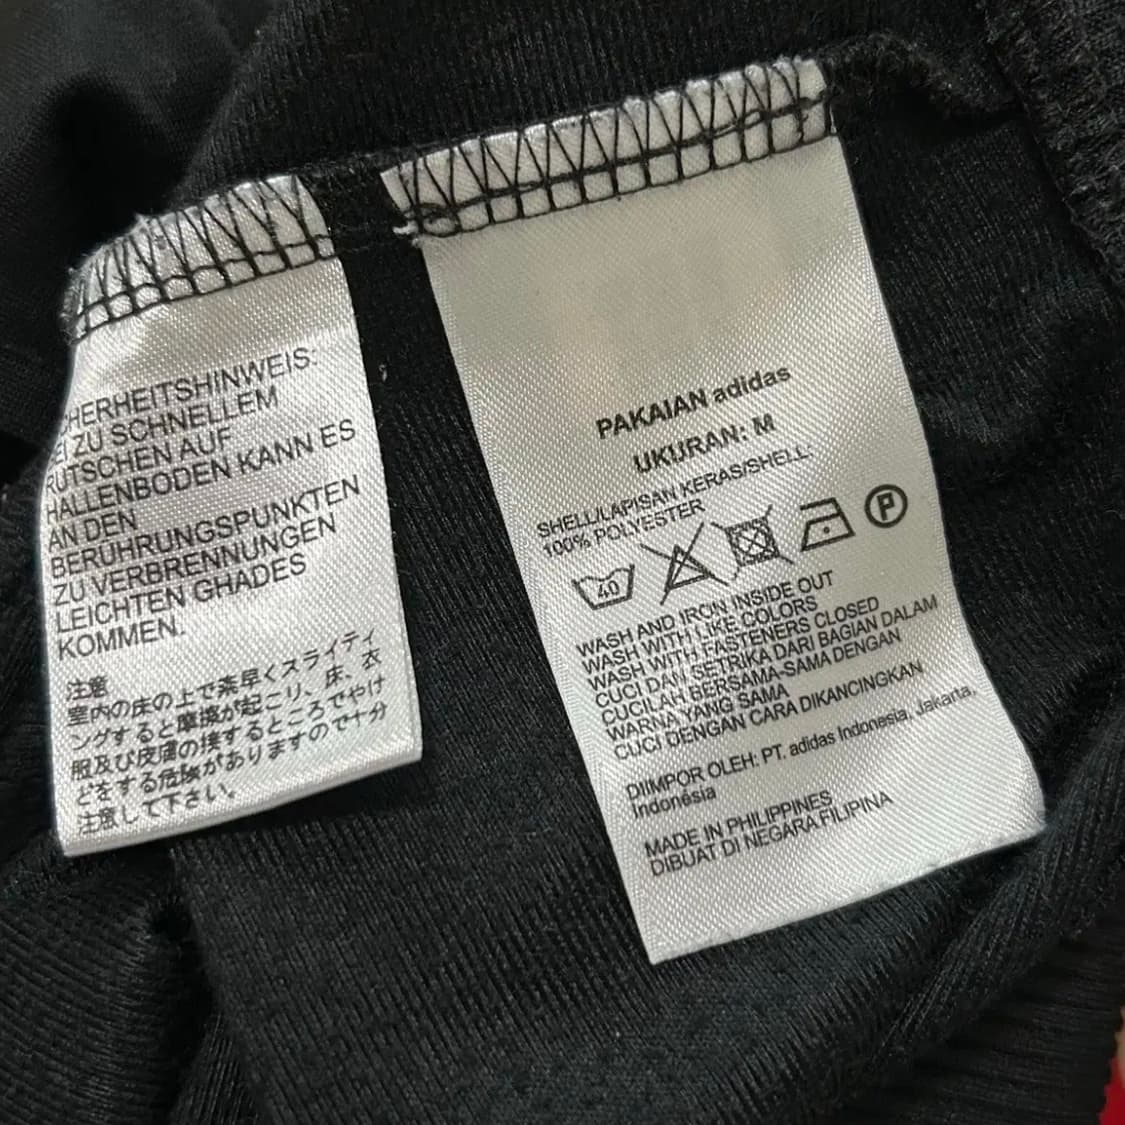 HERHEITSHINWEIS:
EI ZU SCHNELLEM
RUTSCHEN AUF
HALLENBODEN KANN ES
AN DEN
BERÜHRUNGSPUNKTEN
ZU VERBRENNUNGEN
LEICHTEN GHADES
KOMMEN.
注意
室内の床の上で素早くスライディ
ングすると摩擦が起こり、床、衣
服及び皮膚の接するところでやけ
どをする危険がありますので十分
注意して下さい。
PAKAIAN adidas
UKURAN: M
SHELL/LAPISAN KERAS/SHELL:
100% POLYESTER
40
P
WASH AND IRON INSIDE OUT
WASH WITH LIKE COLORS
WASH WITH FASTENERS CLOSED
CUCI DAN SETRIKA DARI BAGIAN DALAM
CUCILAH BERSAMA-SAMA DENGAN
WARNA YANG SAMA
CUCI DENGAN CARA DIKANCINGKAN
DIIMPOR OLEH: PT. adidas Indonesia, Jakarta,
Indonésia
MADE IN PHILIPPINES
DIBUAT DI NEGARA FILIPINA